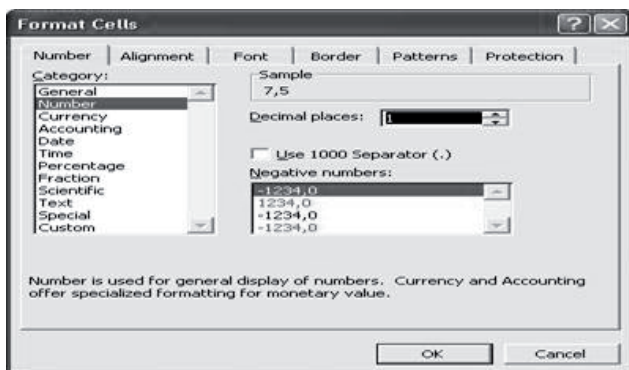 Format Cells
Number Alignment Font Border Patterns Protection
Category:
General
Number
Currency
Accounting
Date
Time
Percentage
Fraction
Scientific
Text
Special
Custom
Sample
7,5
Decimal places: 1
Use 1000 Separator (.)
Negative numbers:
-1234,0
1234,0
-1234,0
-1234,0
Number is used for general display of numbers. Currency and Accounting
offer specialized formatting for monetary value.
OK Cancel